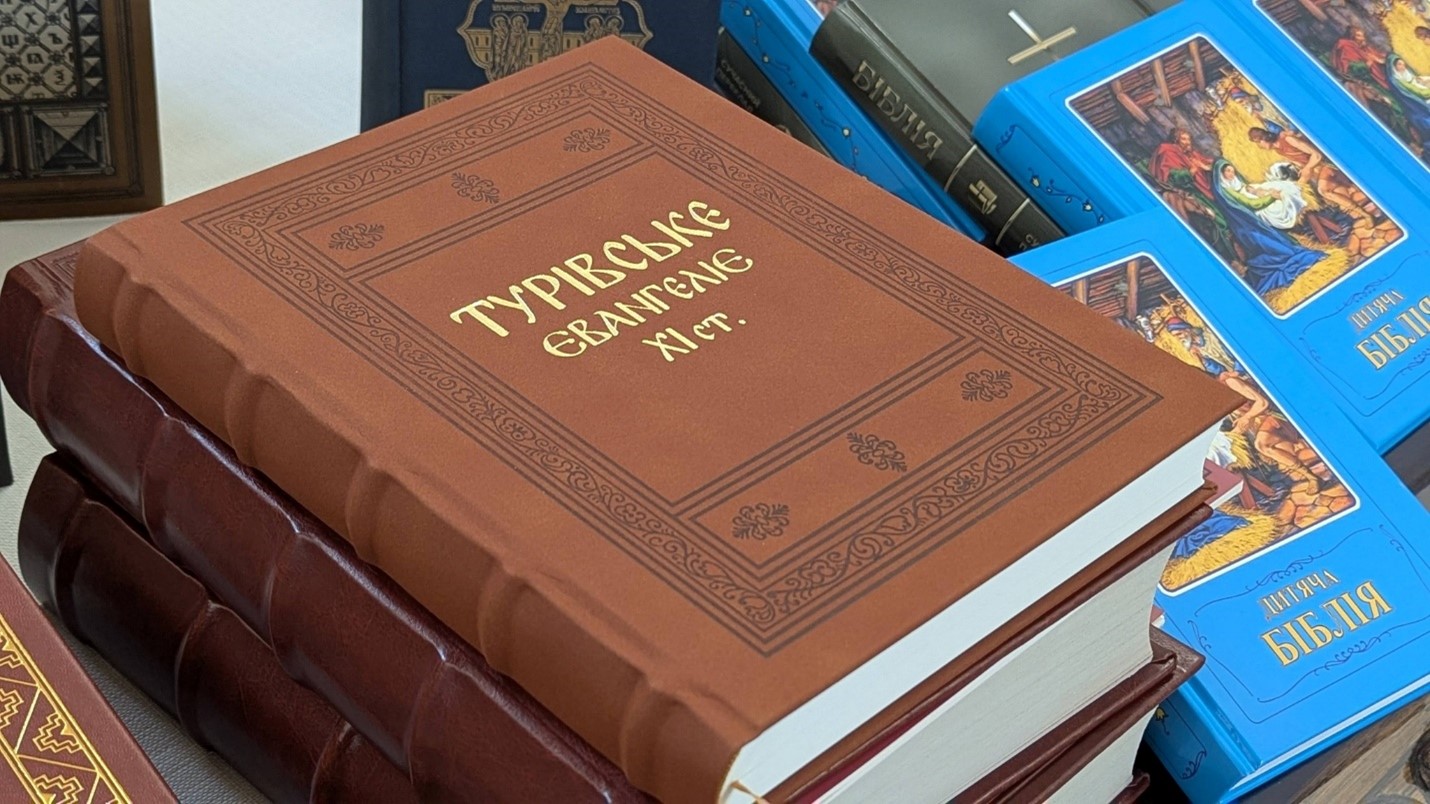 ТУРІВСЬКЕ
ЄВАНГЕЛІЄ
XI ст.
БІБЛІЯ
ДИТЯЧА
БІБЛІЯ
ДИТЯЧА
БІБЛІЯ